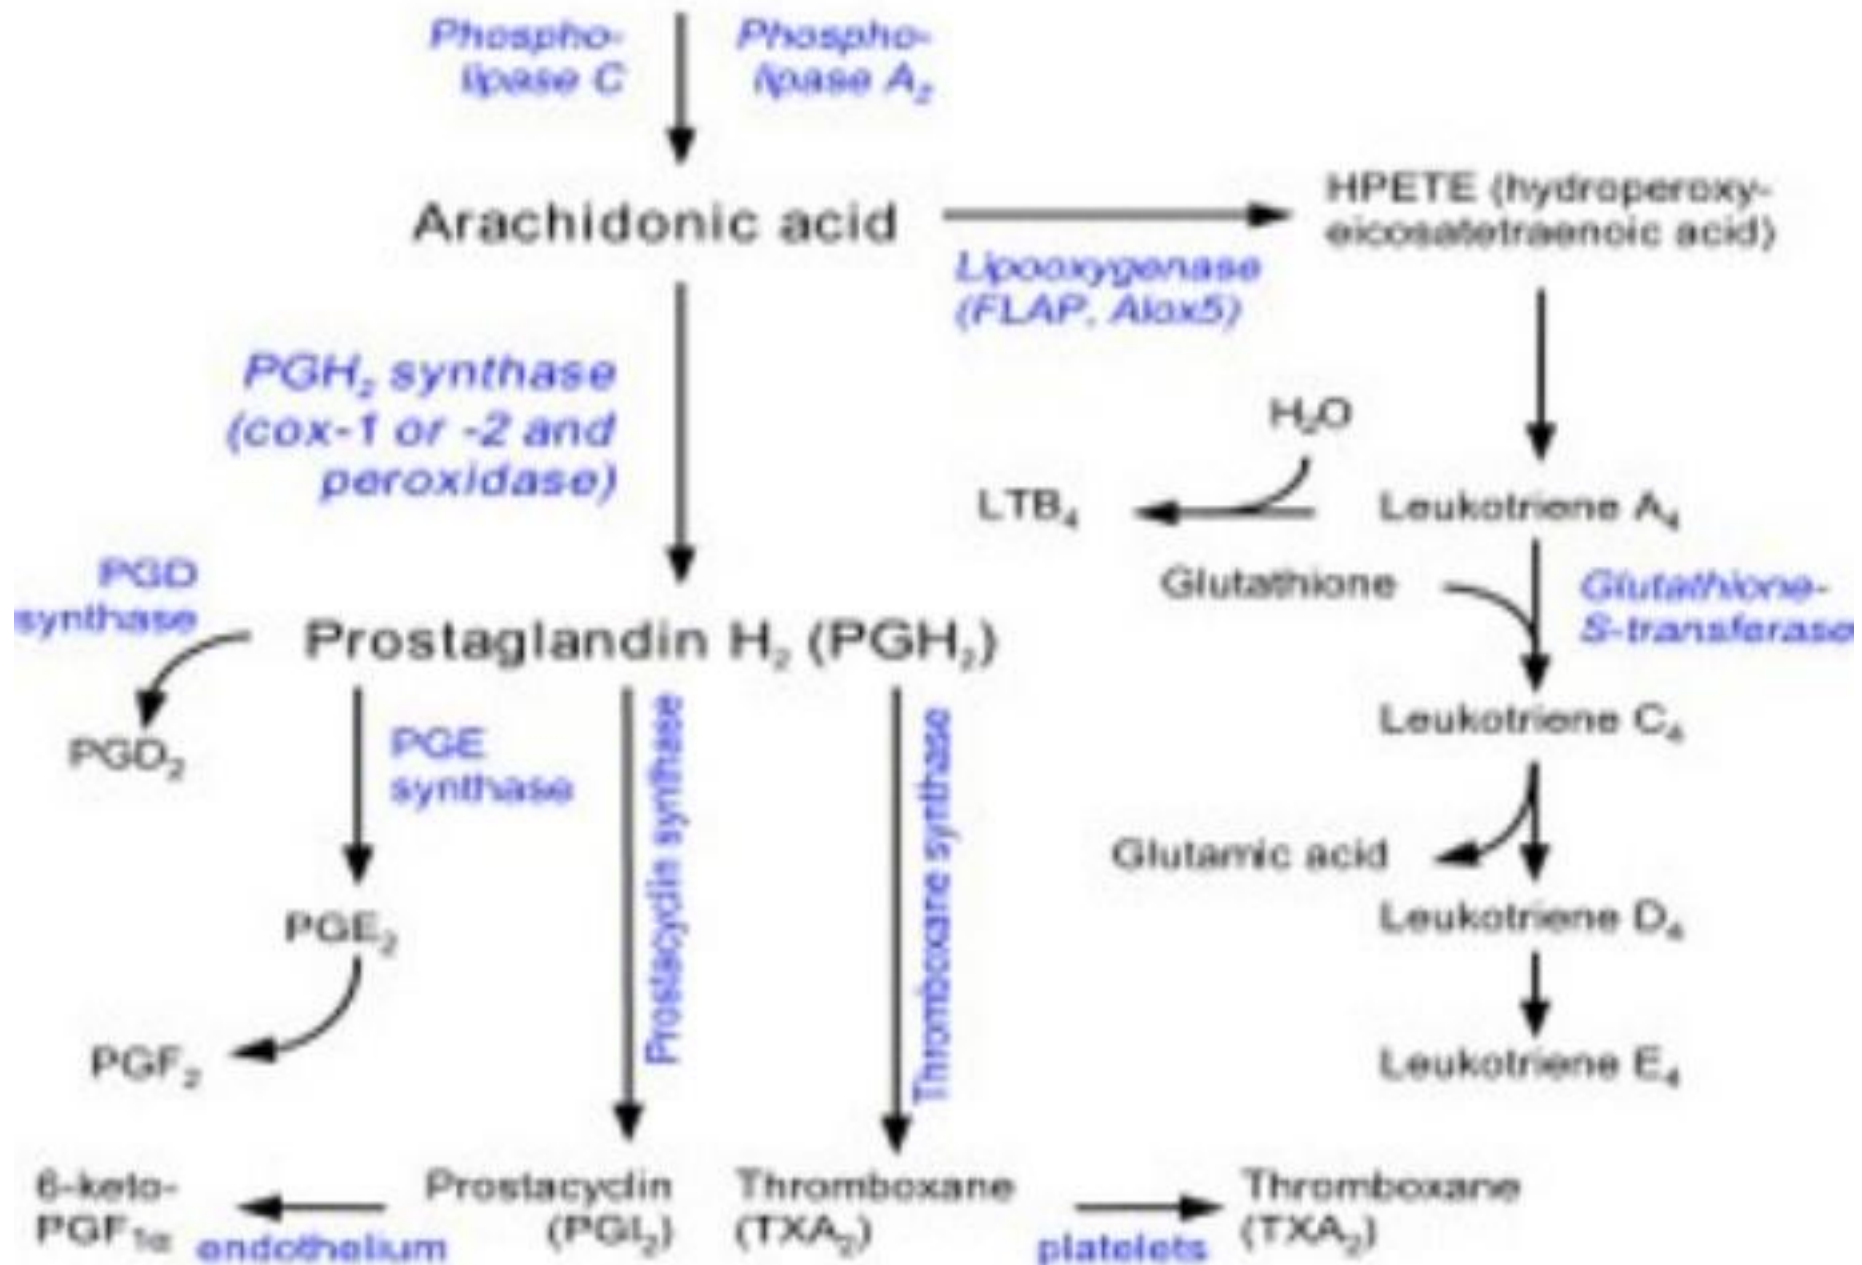 Phospho-
lipase C
Phospho-
lipase A₂
Arachidonic acid
HPETE (hydroperoxy-
eicosatetraenoic acid)
Lipooxygenase
(FLAP, Alox5)
PGH₂ synthase
(cox-1 or -2 and
peroxidase)
H₂O
LTB₄
Leukotriene A₄
Glutathione
Glutathione-
S-transferase
PGD
synthase
Prostaglandin H₂ (PGH₂)
PGD₂
PGE
synthase
Prostacyclin synthase
Thromboxane synthase
Leukotriene C₄
Glutamic acid
PGE₂
Leukotriene D₄
PGF₂
Leukotriene E₄
6-keto-
PGF₁α
endothelium
Prostacyclin
(PGI₂)
Thromboxane
(TXA₂)
platelets
Thromboxane
(TXA₂)